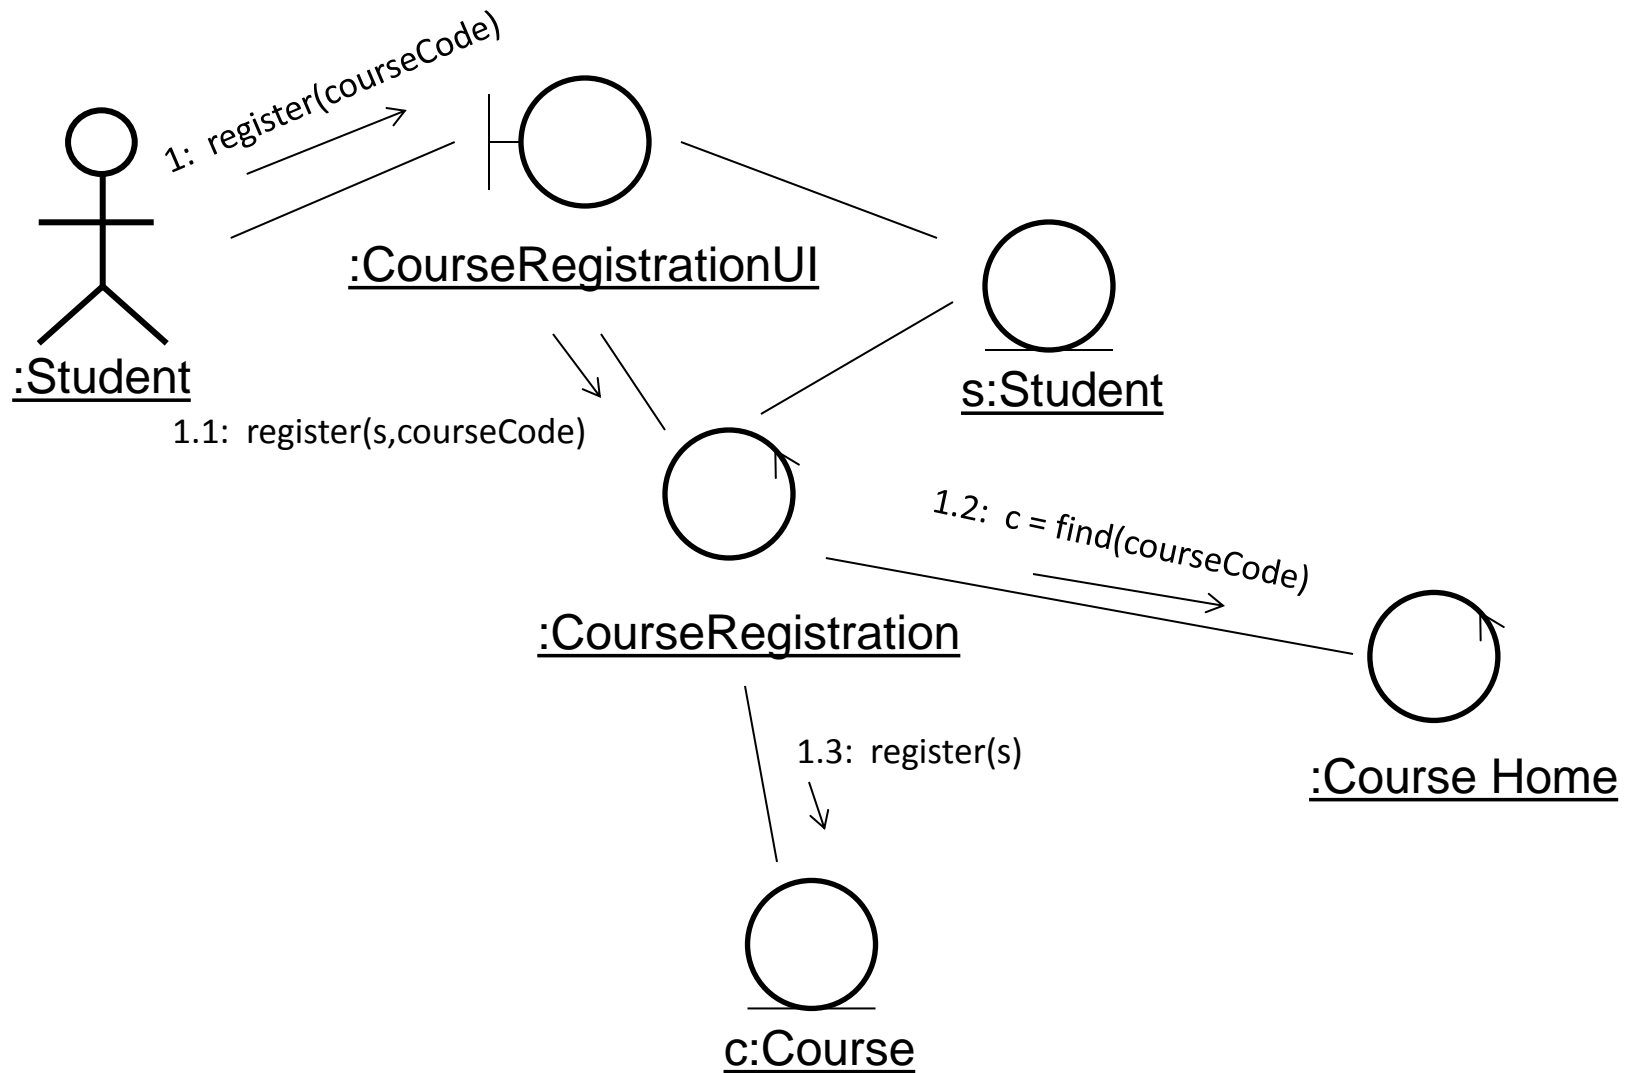 1: register(courseCode)
:CourseRegistrationUI
:Student
s:Student
1.1: register(s,courseCode)
1.2: c = find(courseCode)
:CourseRegistration
1.3: register(s)
:Course Home
c:Course